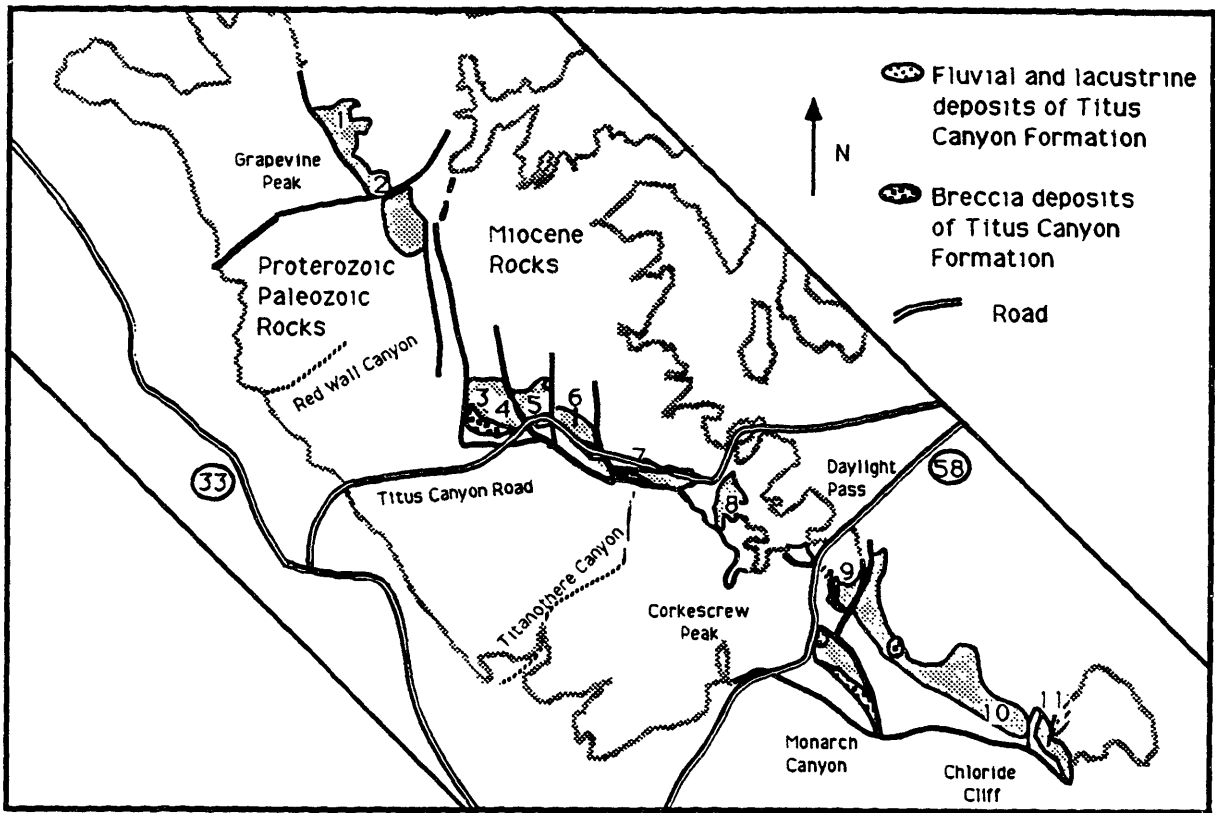 Fluvial and lacustrine
deposits of Titus
Canyon Formation
N
Breccia deposits
of Titus Canyon
Formation
Road
1
Grapevine
Peak
2
Miocene
Rocks
Proterozoic
Paleozoic
Rocks
Red Wall Canyon
3
4
5
6
7
33
Titus Canyon Road
Daylight
Pass
58
8
9
Titanothere Canyon
Corkescrew
Peak
10
11
Monarch
Canyon
Chloride
Cliff